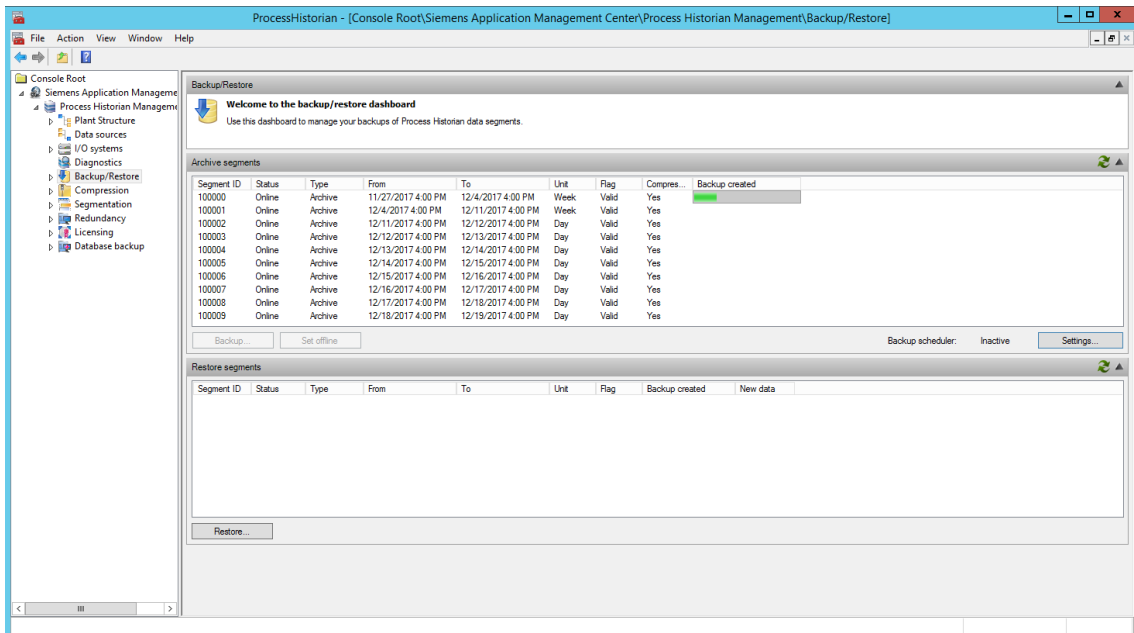 ProcessHistorian - [Console Root\Siemens Application Management Center\Process Historian Management\Backup/Restore]
File Action View Window Help
Console Root
Siemens Application Manageme
Process Historian Manageme
Plant Structure
Data sources
I/O systems
Diagnostics
Backup/Restore
Compression
Segmentation
Redundancy
Licensing
Database backup
Backup/Restore
Welcome to the backup/restore dashboard
Use this dashboard to manage your backups of Process Historian data segments.
Archive segments
Segment ID Status Type From To Unit Flag Compres... Backup created
100000 Online Archive 11/27/2017 4:00 PM 12/4/2017 4:00 PM Week Valid Yes
100001 Online Archive 12/4/2017 4:00 PM 12/11/2017 4:00 PM Week Valid Yes
100002 Online Archive 12/11/2017 4:00 PM 12/12/2017 4:00 PM Day Valid Yes
100003 Online Archive 12/12/2017 4:00 PM 12/13/2017 4:00 PM Day Valid Yes
100004 Online Archive 12/13/2017 4:00 PM 12/14/2017 4:00 PM Day Valid Yes
100005 Online Archive 12/14/2017 4:00 PM 12/15/2017 4:00 PM Day Valid Yes
100006 Online Archive 12/15/2017 4:00 PM 12/16/2017 4:00 PM Day Valid Yes
100007 Online Archive 12/16/2017 4:00 PM 12/17/2017 4:00 PM Day Valid Yes
100008 Online Archive 12/17/2017 4:00 PM 12/18/2017 4:00 PM Day Valid Yes
100009 Online Archive 12/18/2017 4:00 PM 12/19/2017 4:00 PM Day Valid Yes
Backup... Set offline Backup scheduler: Inactive Settings...
Restore segments
Segment ID Status Type From To Unit Flag Backup created New data
Restore...